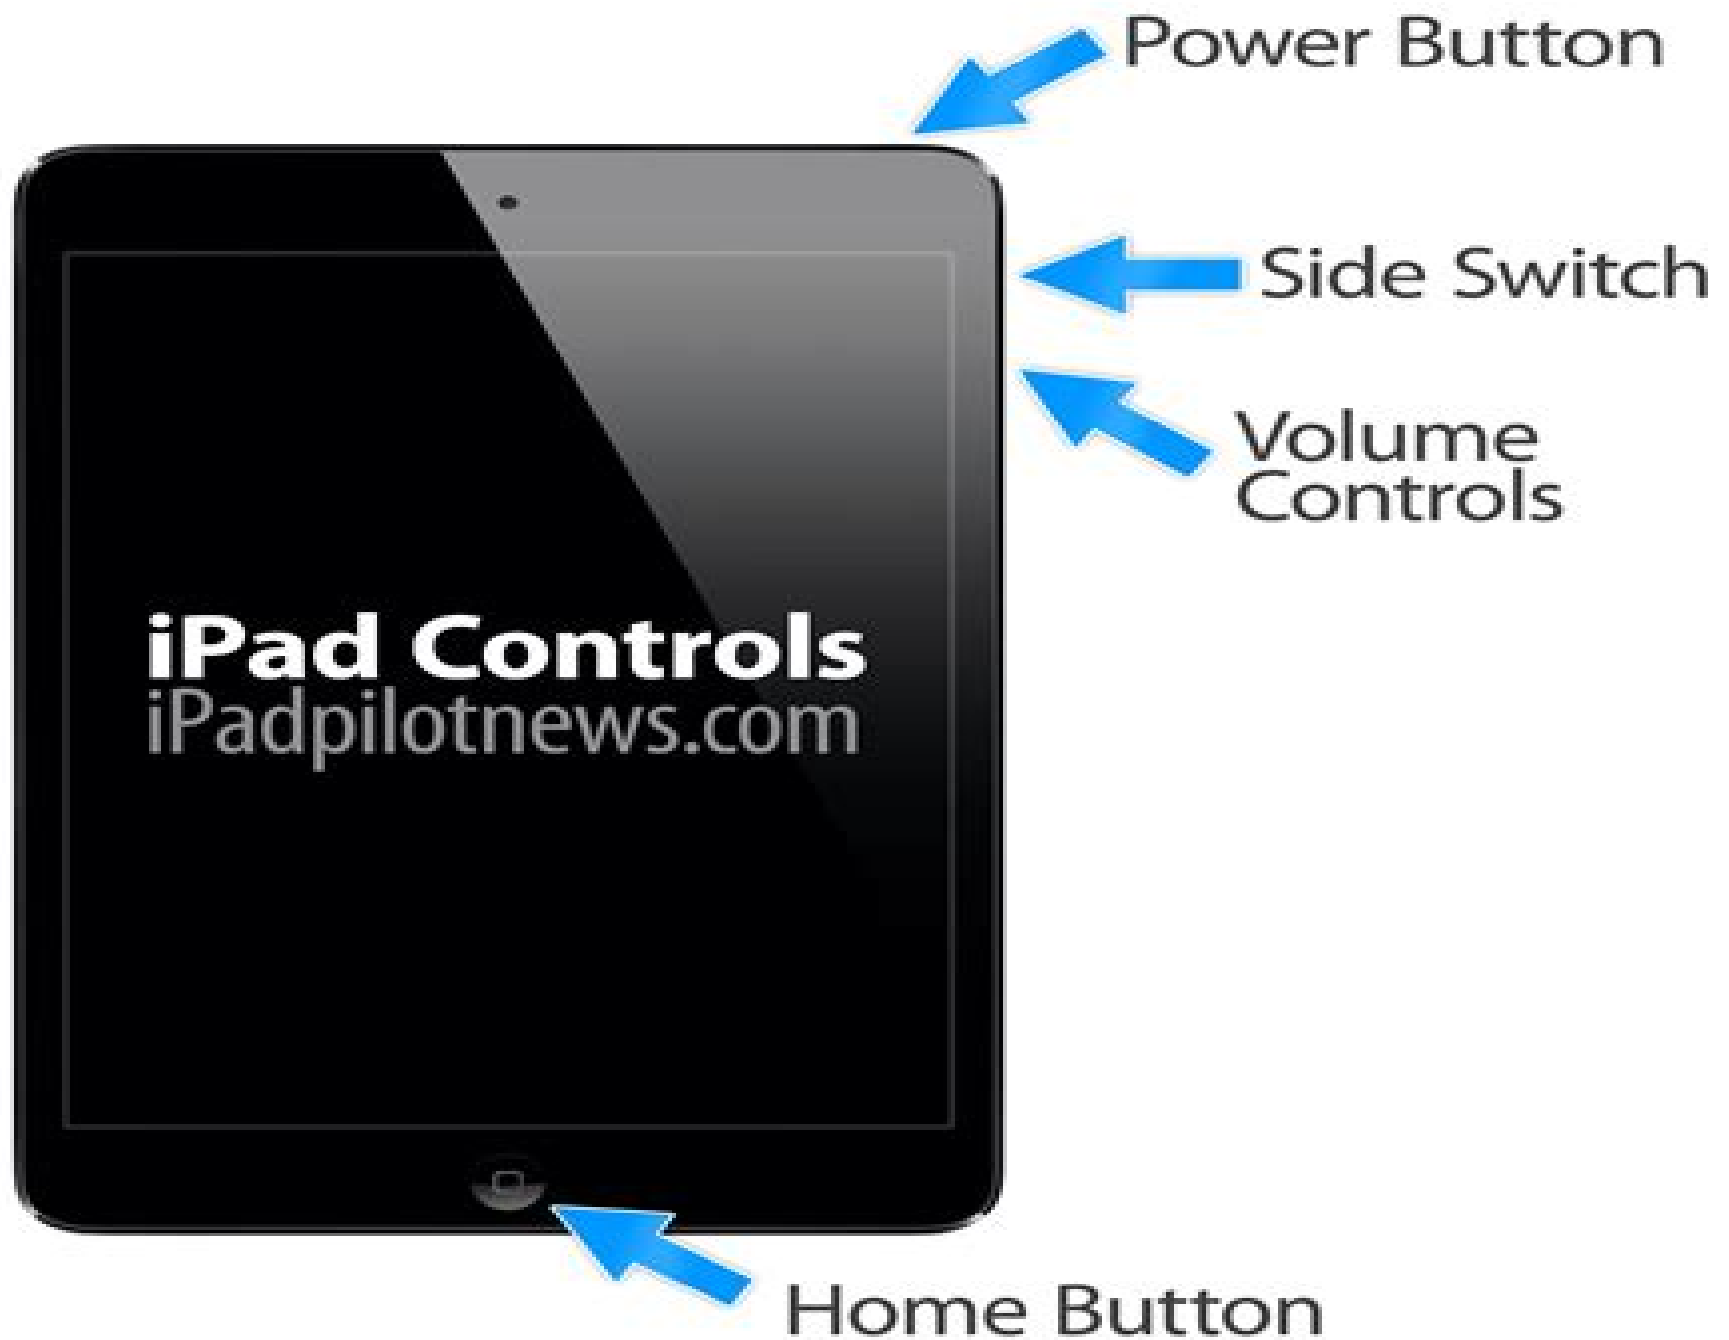 Power Button
Side Switch
Volume
Controls
iPad Controls
iPadpilotnews.com
Home Button